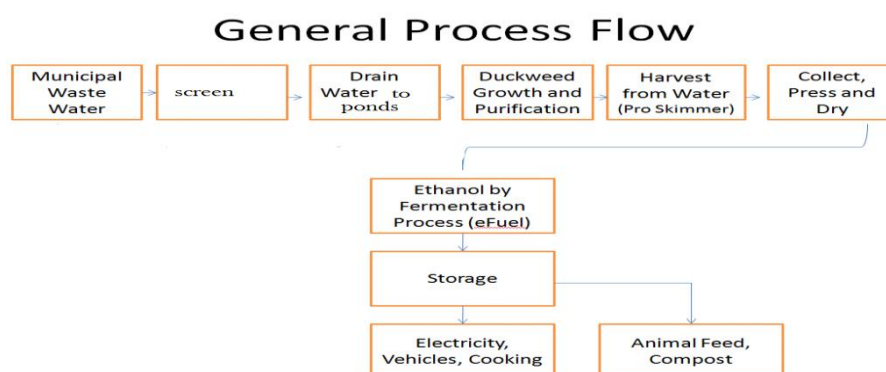 General Process Flow
Municipal
Waste
Water
screen
Drain
Water to
ponds
Duckweed
Growth and
Purification
Harvest
from Water
(Pro Skimmer)
Collect,
Press and
Dry
Ethanol by
Fermentation
Process (eFuel)
Storage
Electricity,
Vehicles, Cooking
Animal Feed,
Compost